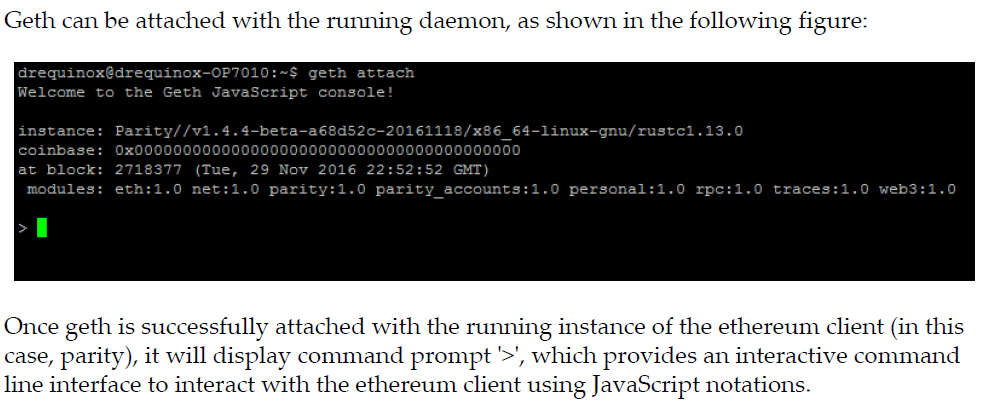 Geth can be attached with the running daemon, as shown in the following figure:
drequinox@drequinox-OP7010:~$ geth attach
Welcome to the Geth JavaScript console!
instance: Parity//v1.4.4-beta-a68d52c-20161118/x86_64-linux-gnu/rustc1.13.0
coinbase: 0x0000000000000000000000000000000000000000
at block: 2718377 (Tue, 29 Nov 2016 22:52:52 GMT)
modules: eth:1.0 net:1.0 parity:1.0 parity_accounts:1.0 personal:1.0 rpc:1.0 traces:1.0 web3:1.0
>
Once geth is successfully attached with the running instance of the ethereum client (in this
case, parity), it will display command prompt '>', which provides an interactive command
line interface to interact with the ethereum client using JavaScript notations.